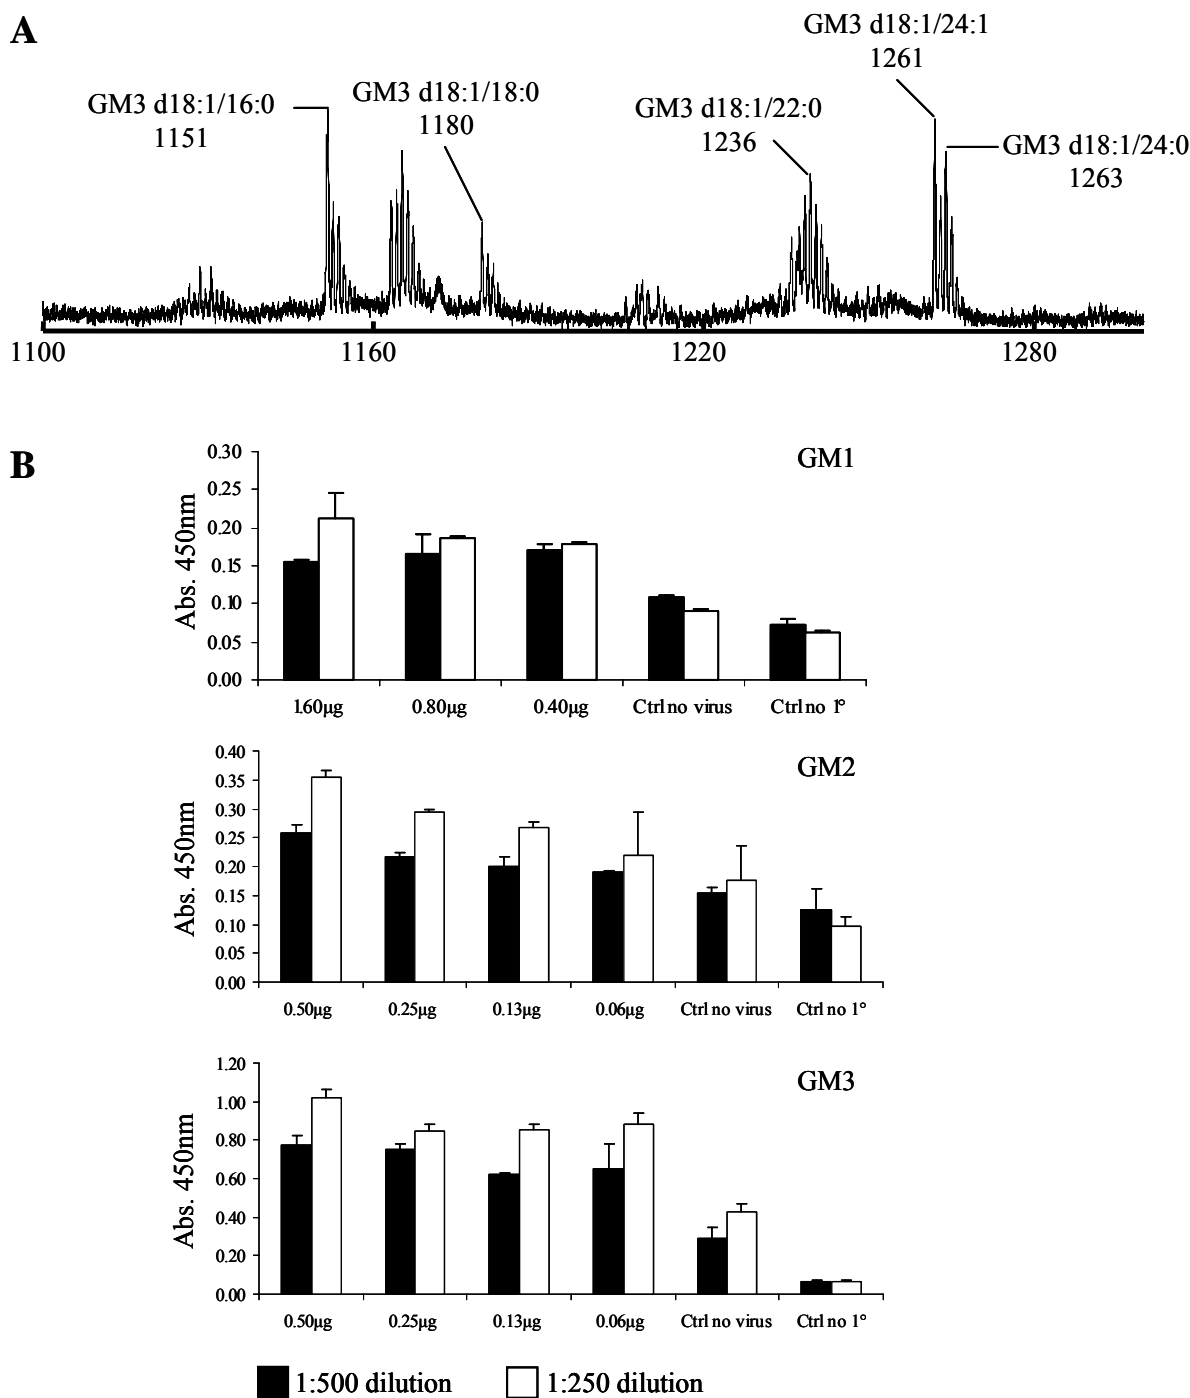 A
GM3 d18:1/24:1
1261
GM3 d18:1/16:0
1151
GM3 d18:1/18:0
1180
GM3 d18:1/22:0
1236
GM3 d18:1/24:0
1263
1100 1160 1220 1280
B
GM1
Abs. 450nm
0.30
0.25
0.20
0.15
0.10
0.05
0.00
1.60µg 0.80µg 0.40µg Ctrl no virus Ctrl no 1°
GM2
Abs. 450nm
0.40
0.35
0.30
0.25
0.20
0.15
0.10
0.05
0.00
0.50µg 0.25µg 0.13µg 0.06µg Ctrl no virus Ctrl no 1°
GM3
Abs. 450nm
1.20
1.00
0.80
0.60
0.40
0.20
0.00
0.50µg 0.25µg 0.13µg 0.06µg Ctrl no virus Ctrl no 1°
1:500 dilution 1:250 dilution